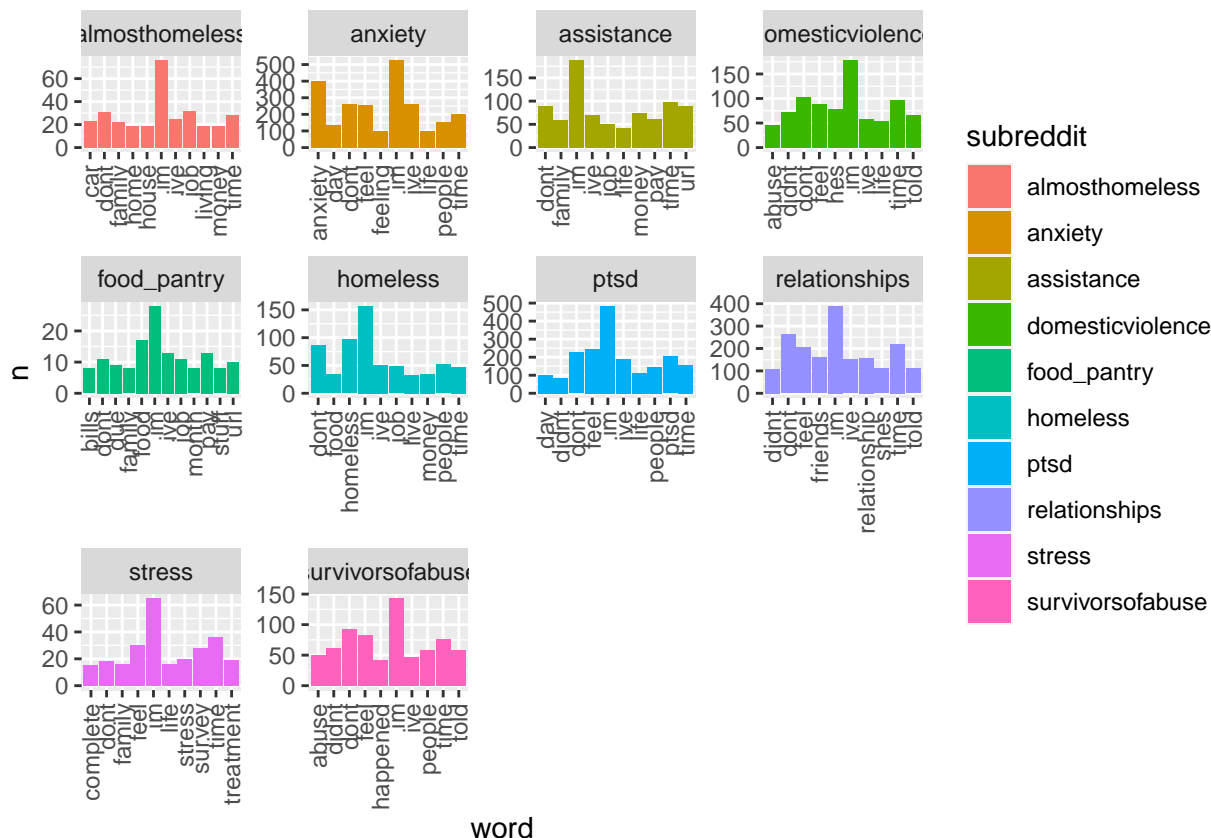 almosthomeless
anxiety
assistance
omesticviolence
60
40
20
0
500
400
300
200
100
0
150
100
50
0
150
100
50
0
car
dont
family
home
house
im
ive
job
living
money
time
anxiety
day
dont
feel
feeling
im
ive
life
people
time
dont
family
im
ive
job
life
money
pay
time
url
abuse
didnt
dont
feel
hes
im
ive
life
time
told
food_pantry
homeless
ptsd
relationships
20
10
0
150
100
50
0
500
400
300
200
100
0
400
300
200
100
0
bills
dont
due
family
food
im
ive
job
month
pay
stuff
url
dont
food
homeless
im
ive
job
live
money
people
time
day
didnt
dont
feel
im
ive
life
people
ptsd
time
didnt
dont
feel
friends
im
ive
relationship
shes
time
told
stress
survivorsofabuse
60
40
20
0
150
100
50
0
complete
dont
family
feel
im
life
stress
survey
time
treatment
abuse
didnt
dont
feel
happened
im
ive
people
time
told
n
word
subreddit
almosthomeless
anxiety
assistance
domesticviolence
food_pantry
homeless
ptsd
relationships
stress
survivorsofabuse